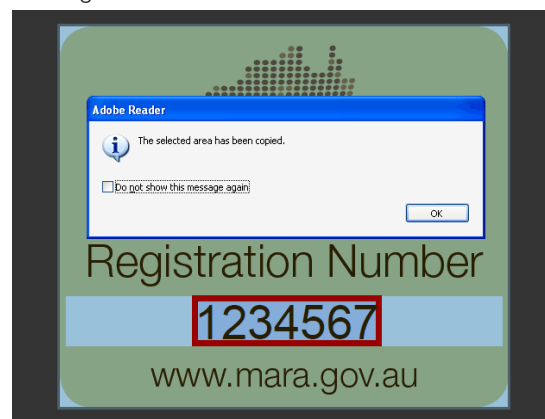 Adobe Reader
The selected area has been copied.
Do not show this message again
OK
Registration Number
1234567
www.mara.gov.au